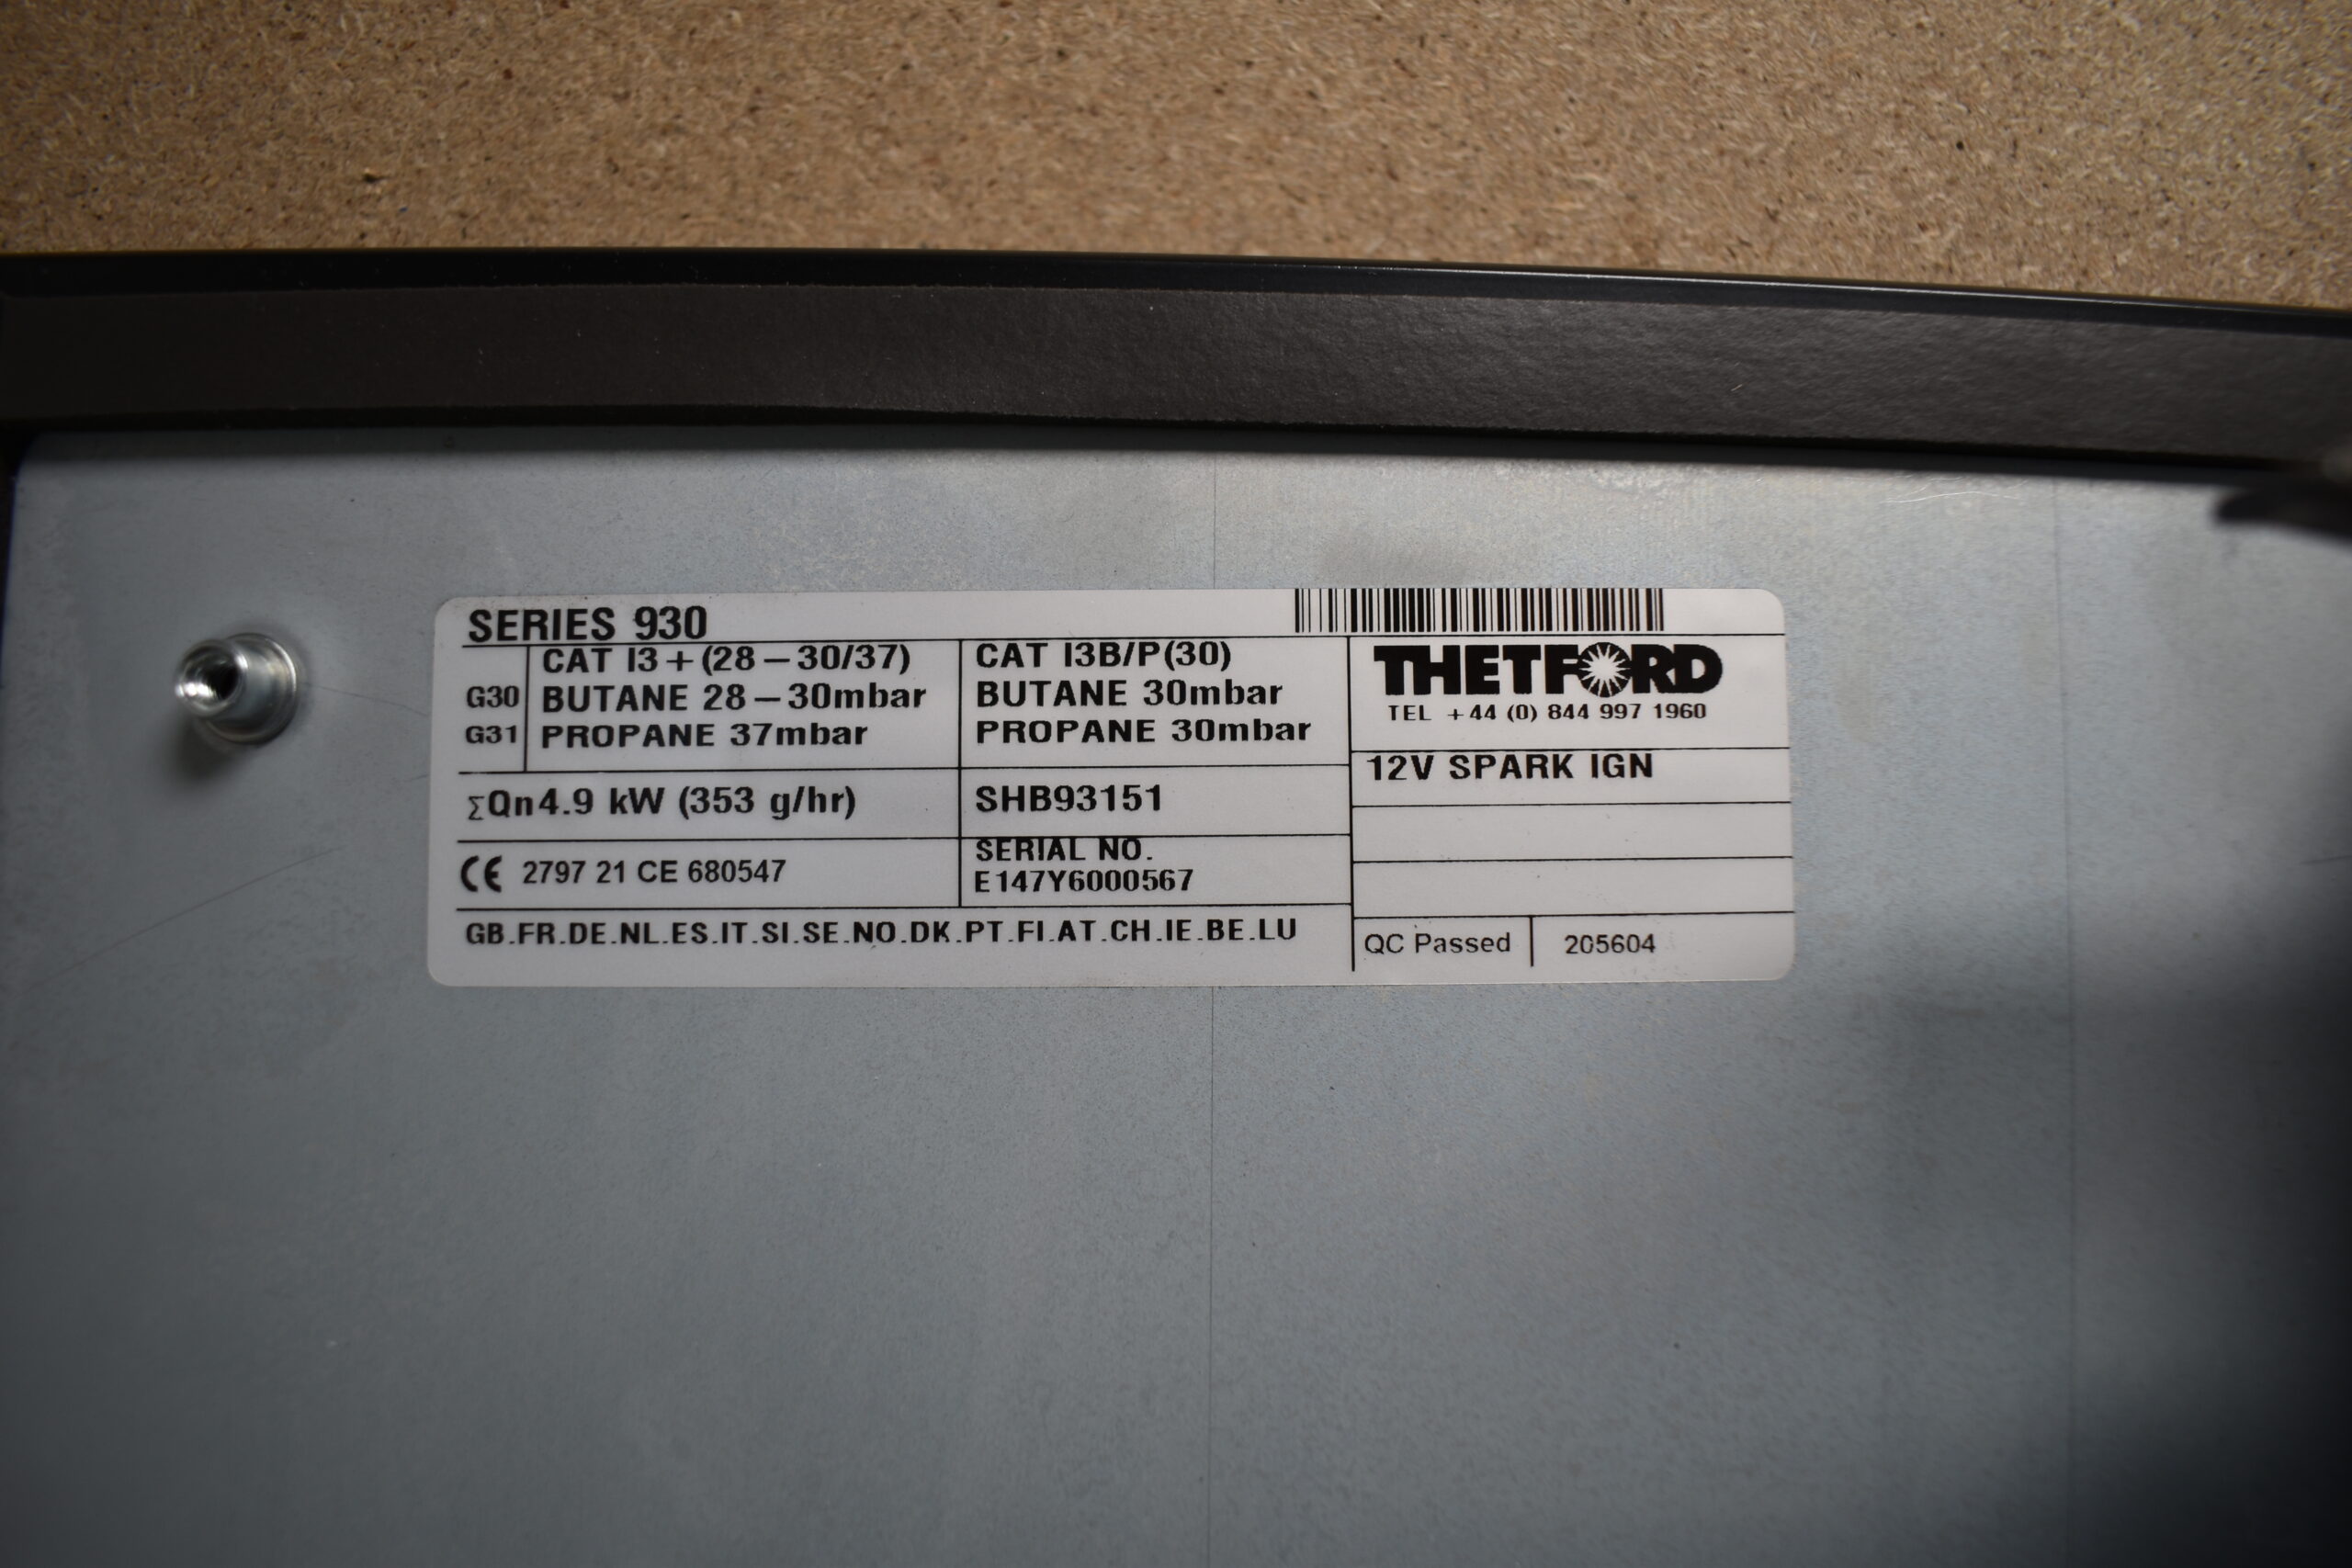 SERIES 930
CAT I3+(28–30/37)
G30 BUTANE 28–30mbar
G31 PROPANE 37mbar
CAT I3B/P(30)
BUTANE 30mbar
PROPANE 30mbar
THETFORD
TEL +44 (0) 844 997 1960
12V SPARK IGN
ΣQn4.9 kW (353 g/hr)
SHB93151
CE 2797 21 CE 680547
SERIAL NO.
E147Y6000567
GB.FR.DE.NL.ES.IT.SI.SE.NO.DK.PT.FI.AT.CH.IE.BE.LU
QC Passed 205604